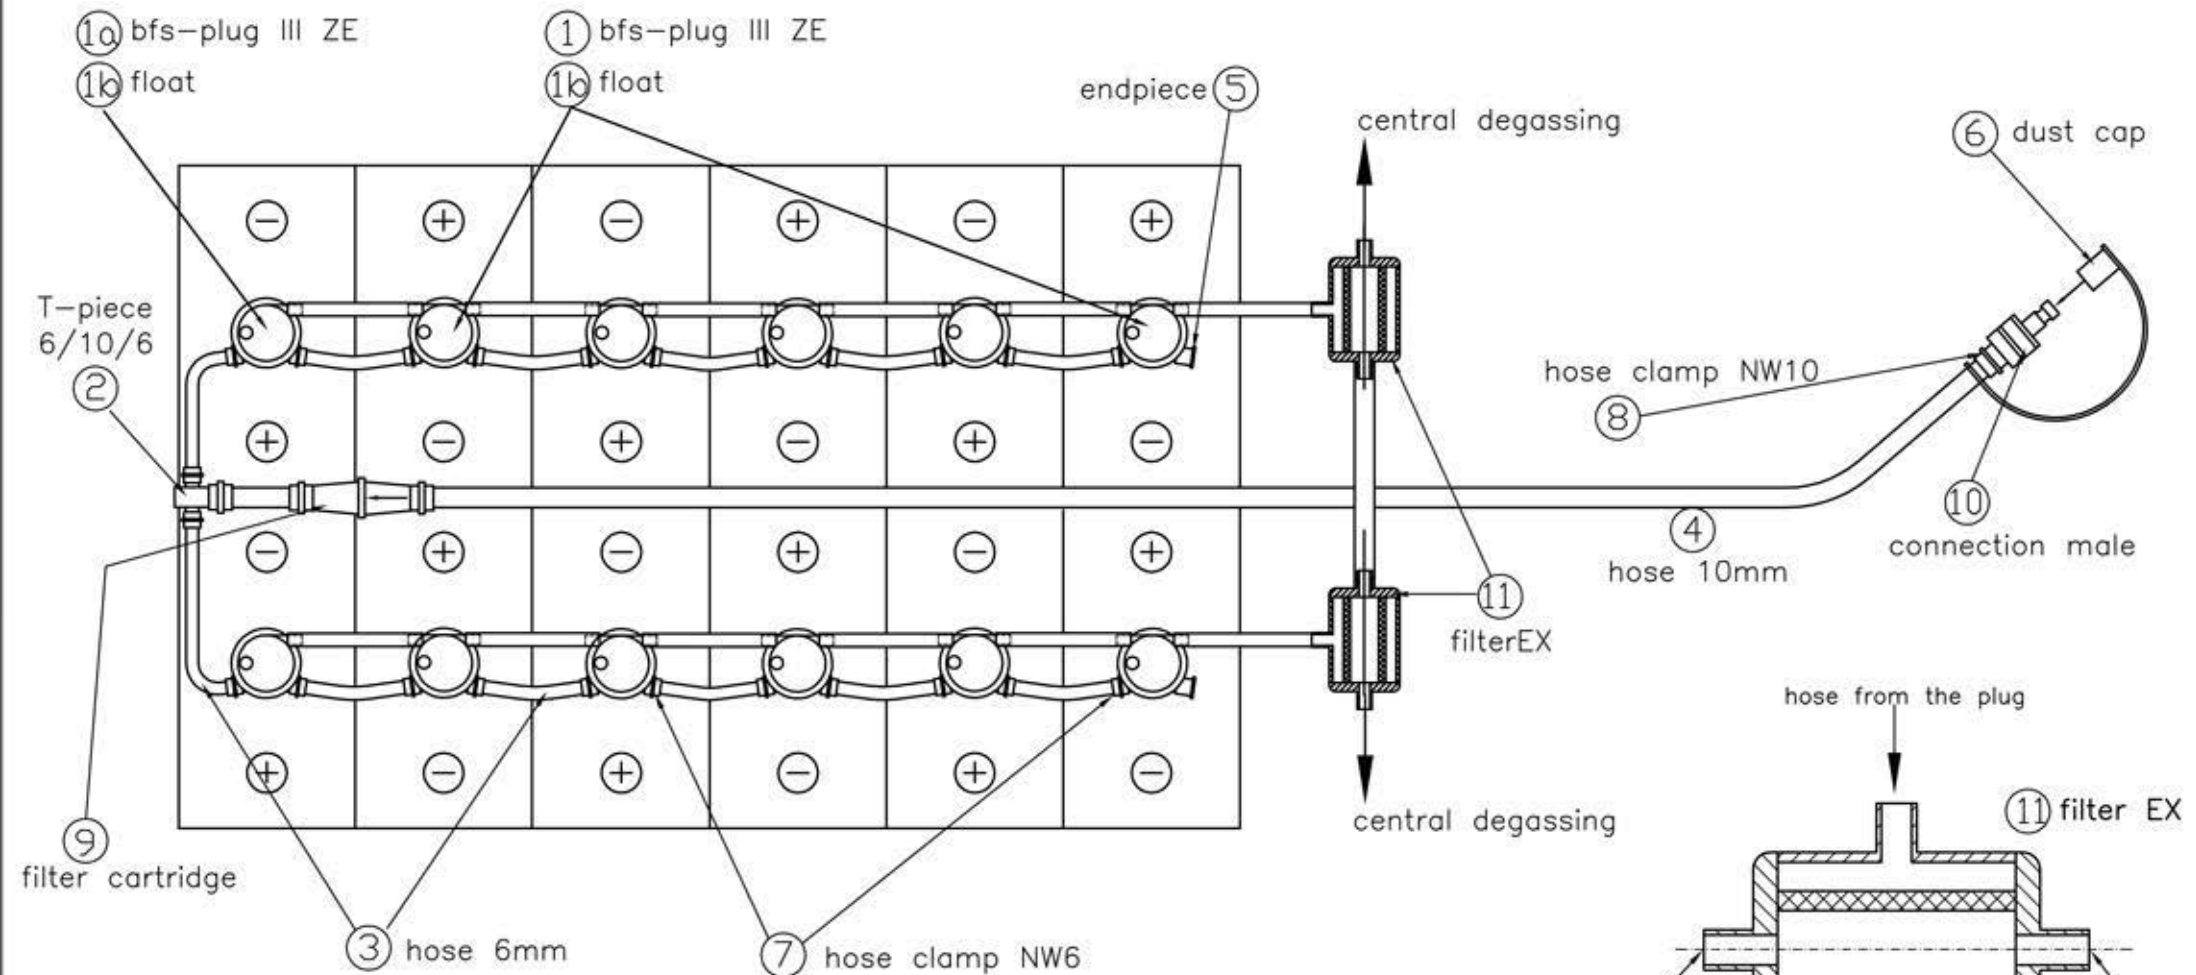 1a bfs-plug III ZE
1b float
1 bfs-plug III ZE
1b float
endpiece 5
central degassing
6 dust cap
- + - + - +
T-piece
6/10/6
2
hose clamp NW10
8
+ - + - + -
10
connection male
4
hose 10mm
- + - + - +
11
filterEX
hose from the plug
+ - + - + -
central degassing
11 filter EX
9
filter cartridge
3 hose 6mm
7 hose clamp NW6